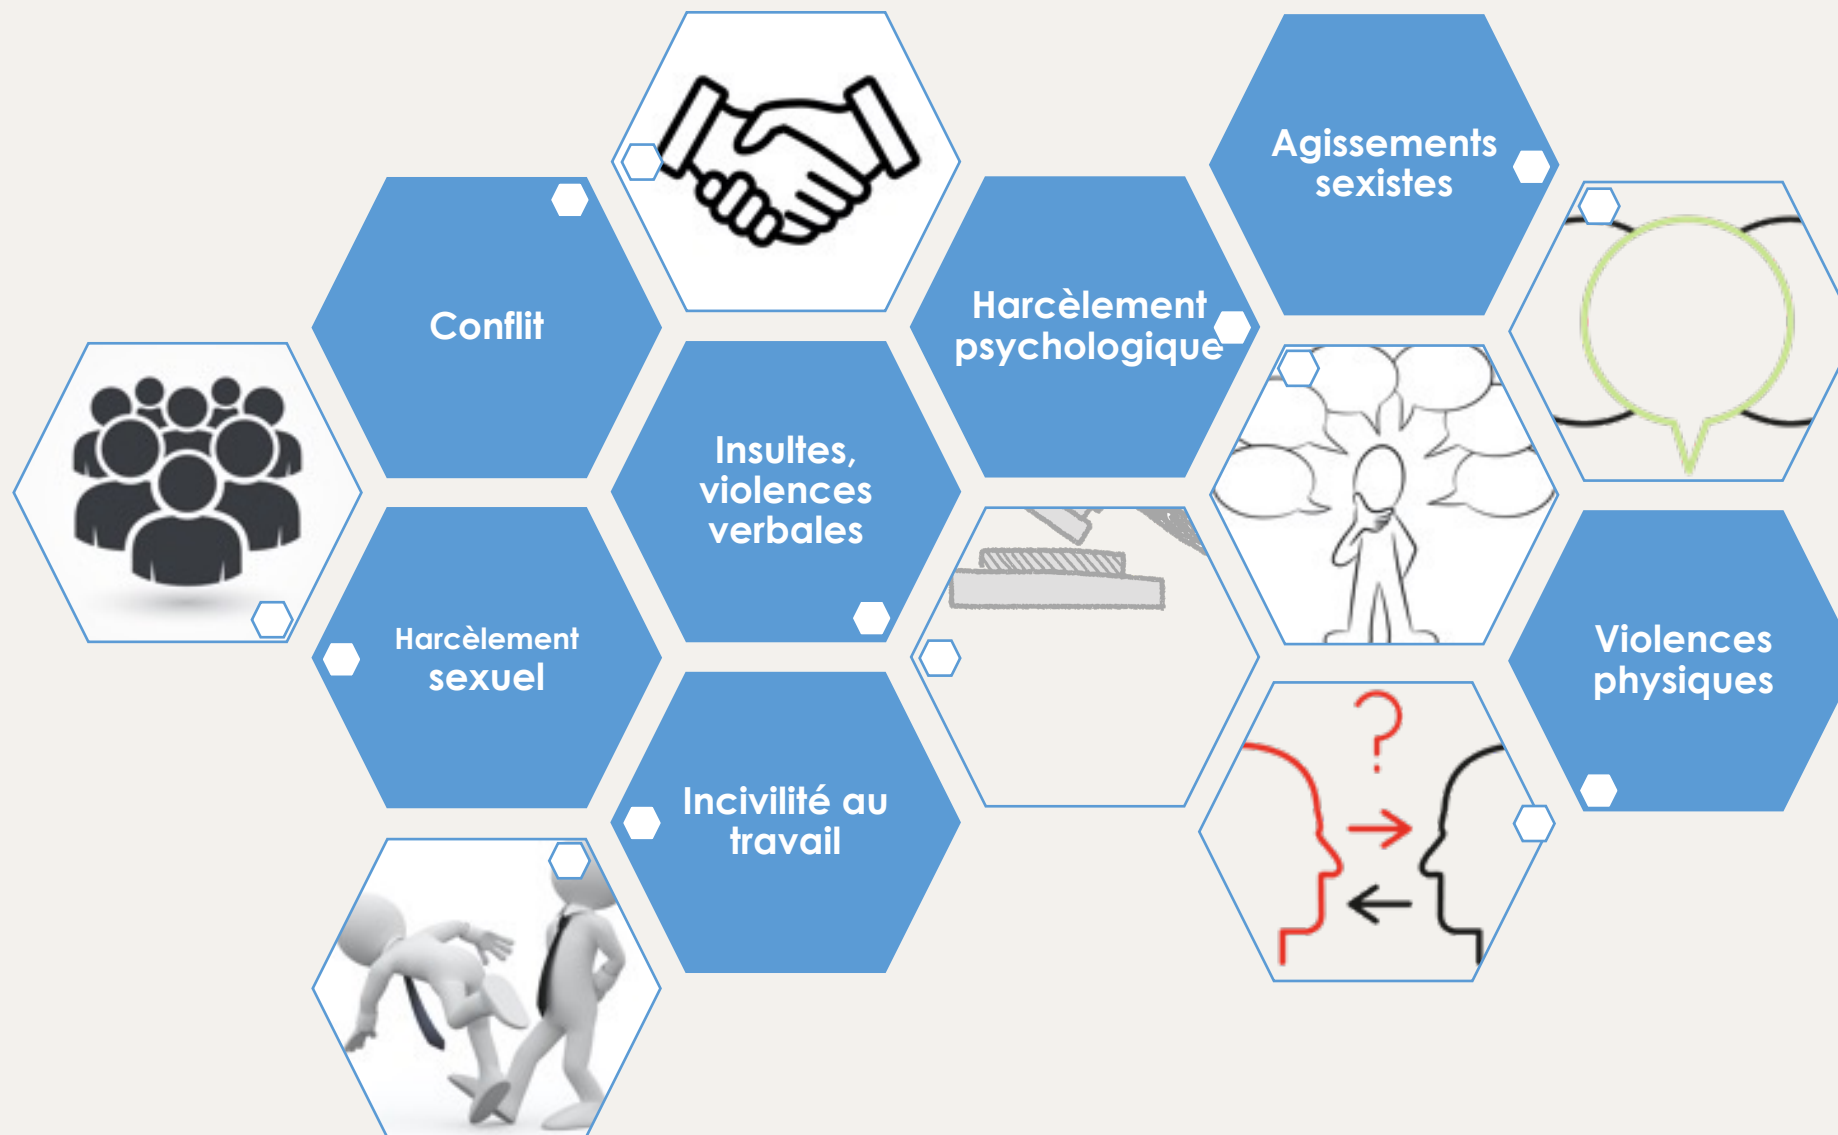 Agissements
sexistes
Conflit
Harcèlement
psychologique
Insultes,
violences
verbales
Harcèlement
sexuel
Violences
physiques
Incivilité au
travail
?